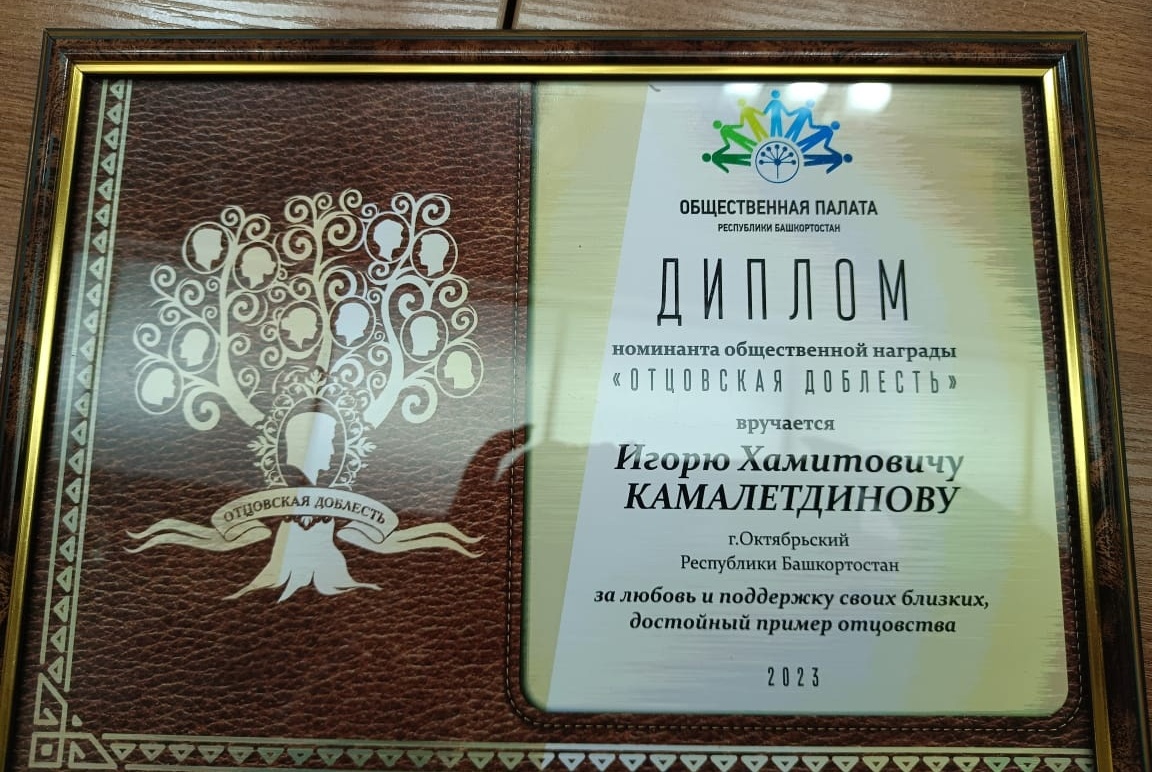 ОТЦОВСКАЯ ДОБЛЕСТЬ
ОБЩЕСТВЕННАЯ ПАЛАТА
РЕСПУБЛИКИ БАШКОРТОСТАН
ДИПЛОМ
номинанта общественной награды
«ОТЦОВСКАЯ ДОБЛЕСТЬ»
вручается
Игорю Хамитовичу
КАМАЛЕТДИНОВУ
г.Октябрьский
Республики Башкортостан
за любовь и поддержку своих близких,
достойный пример отцовства
2023